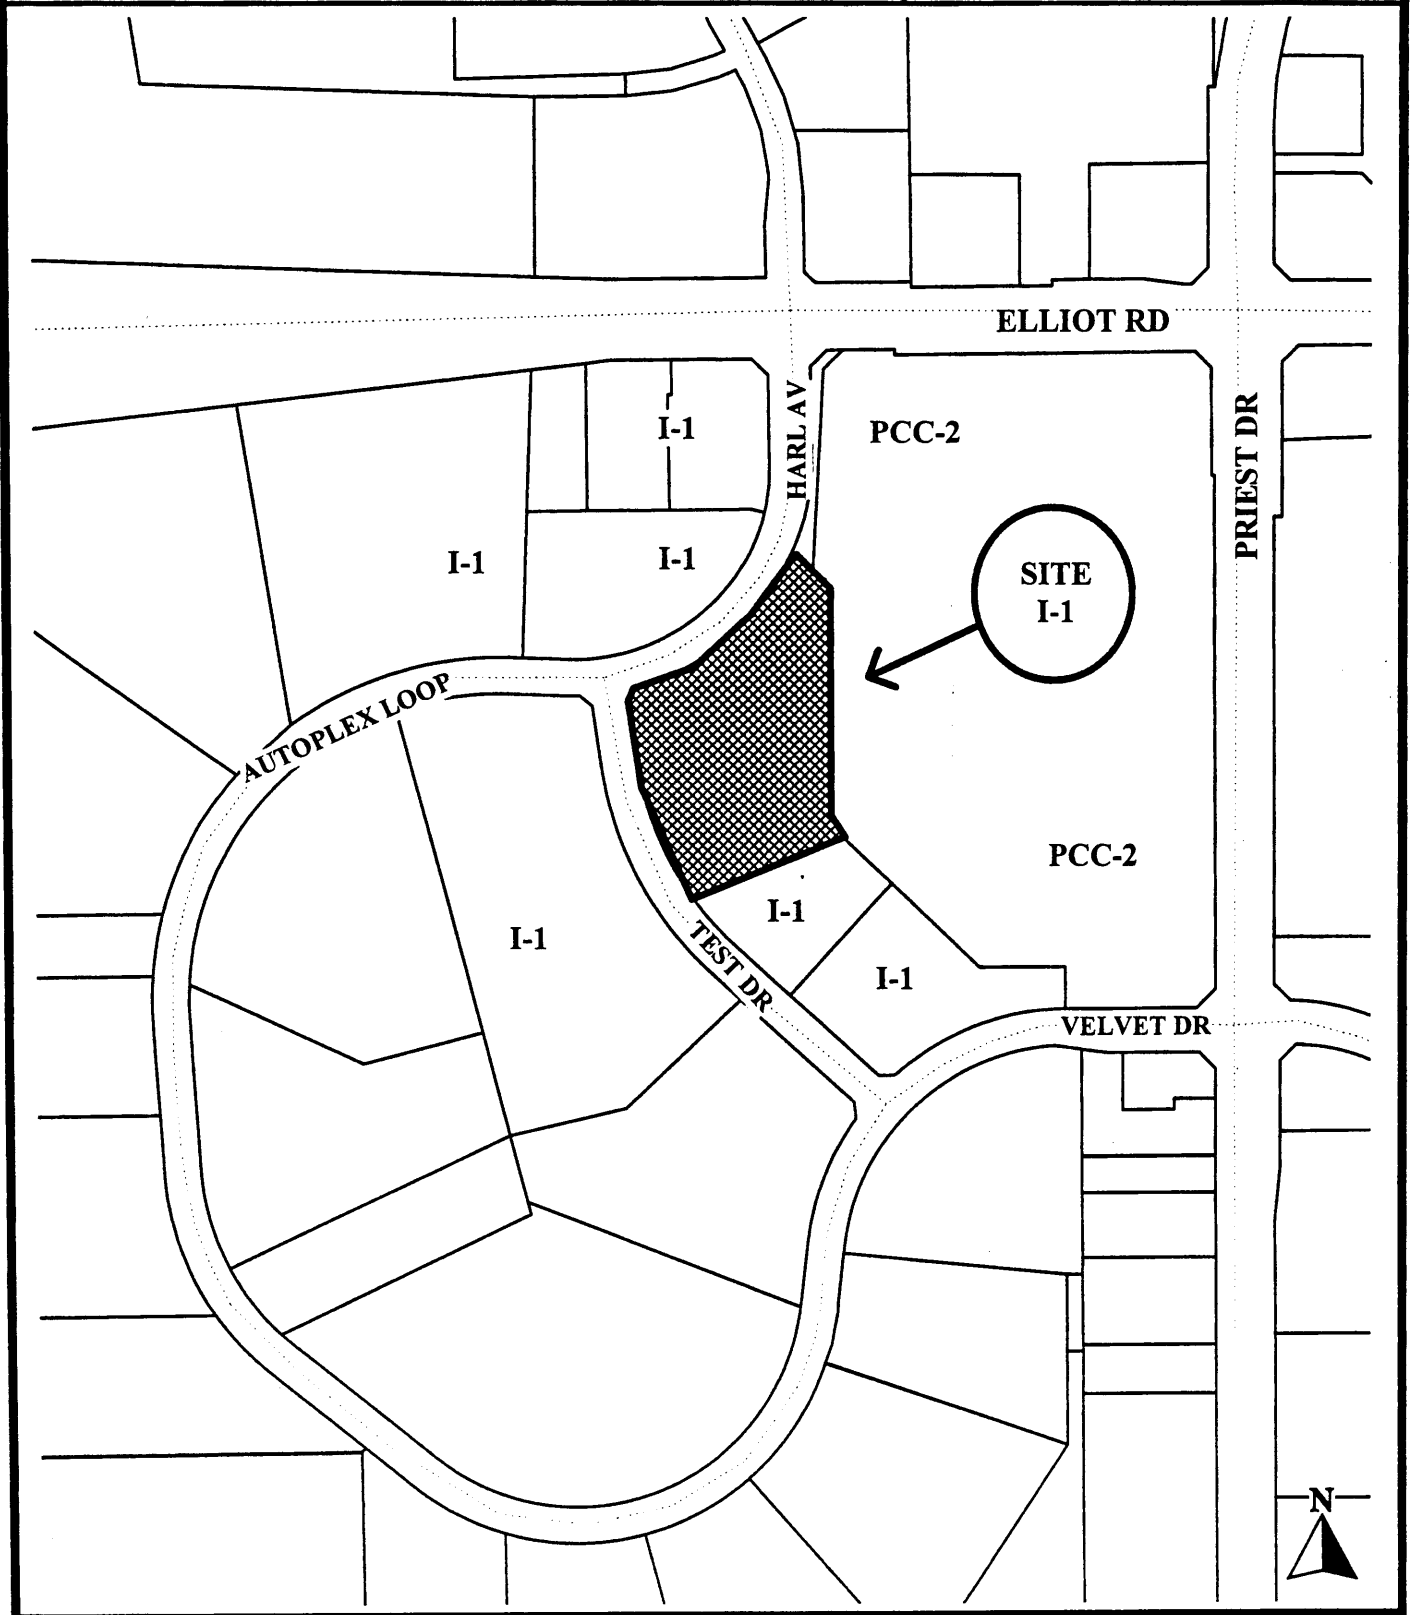 ELLIOT RD
HARL AV
PRIEST DR
I-1
PCC-2
I-1
I-1
SITE
I-1
AUTOPLEX LOOP
PCC-2
I-1
I-1
TEST DR
I-1
VELVET DR
N